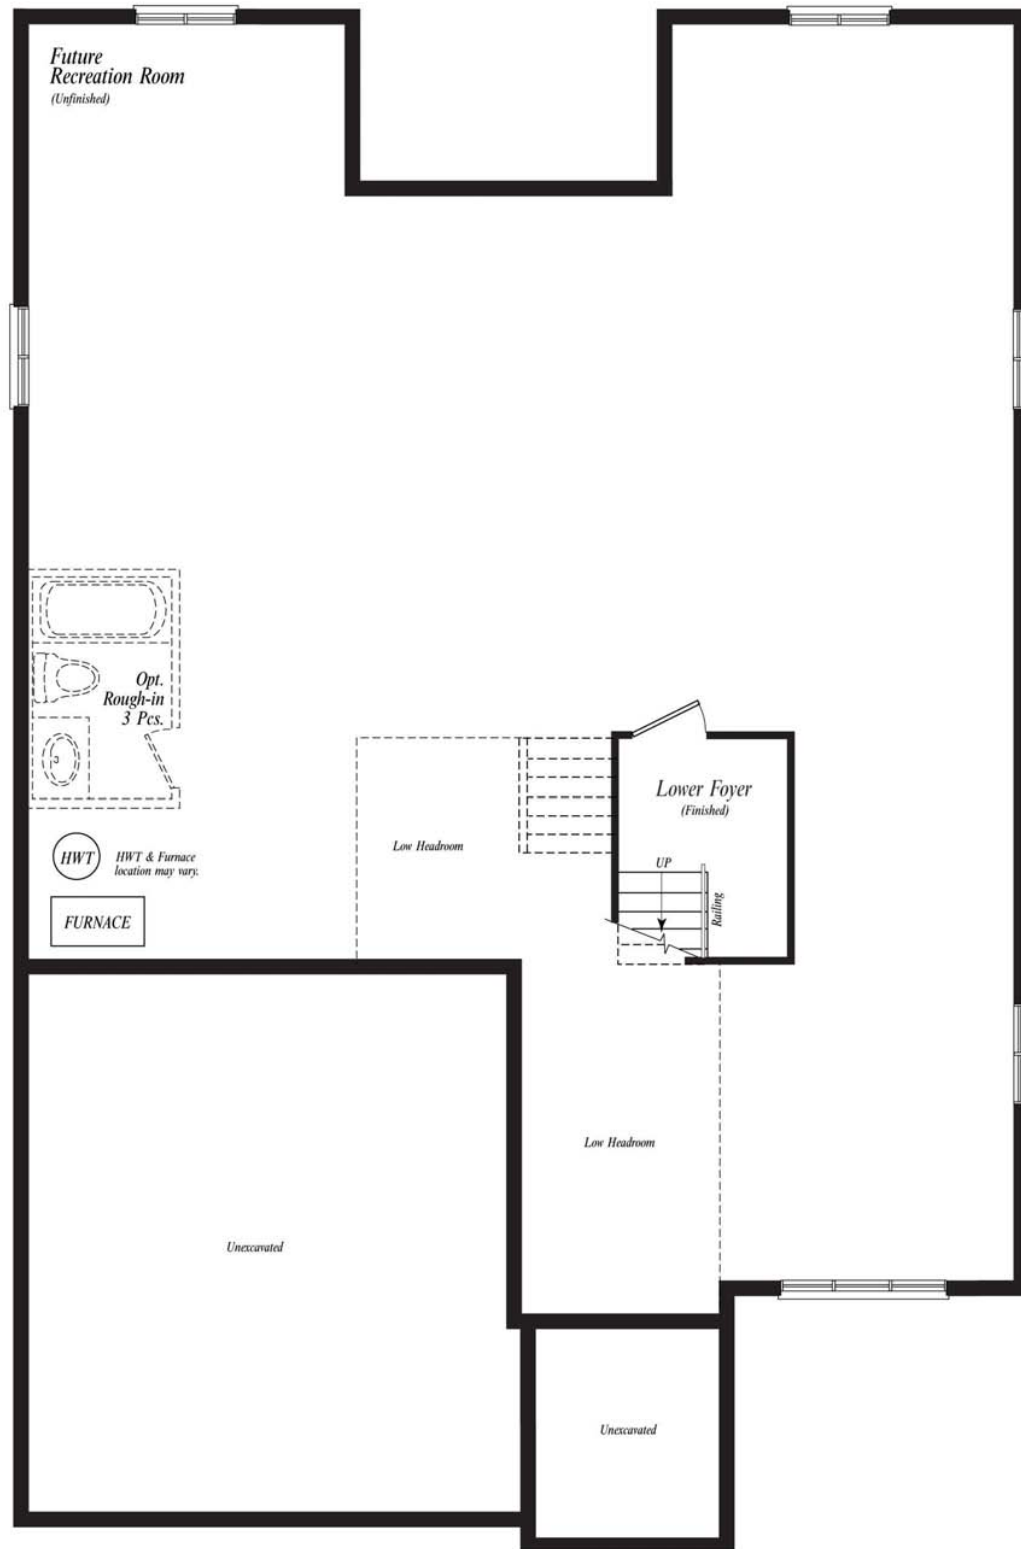 Future
Recreation Room
(Unfinished)
Opt.
Rough-in
3 Pcs.
Lower Foyer
(Finished)
Low Headroom
UP
HWT
HWT & Furnace
location may vary.
Railing
FURNACE
Low Headroom
Unexcavated
Unexcavated